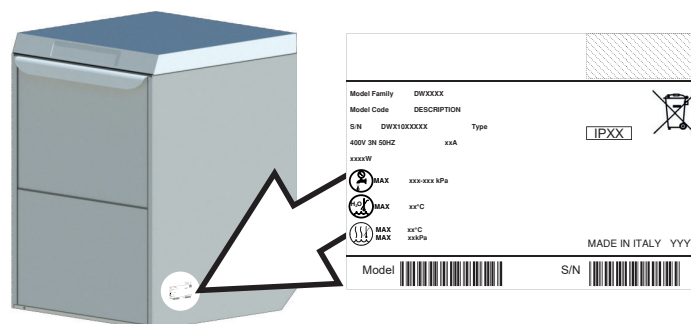 Model Family DWXXXX
Model Code DESCRIPTION
S/N DWX10XXXXX Type
IPXX
400V 3N 50HZ xxA
xxxxW
MAX xxx-xxx kPa
H₂O MAX xx°C
MAX xx°C
MAX xxkPa
MADE IN ITALY YYY
Model S/N